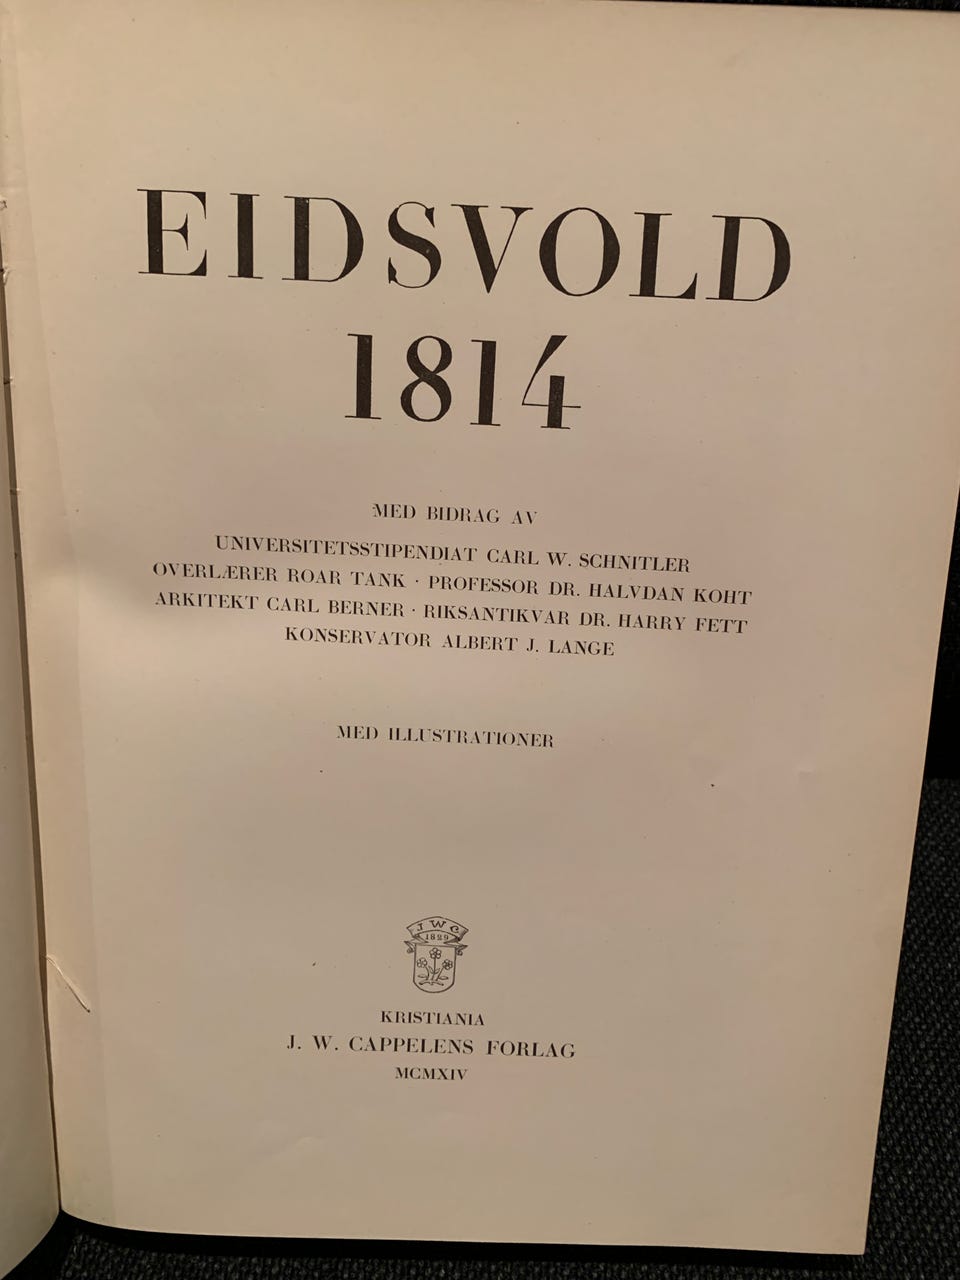 EIDSVOLD
1814
MED BIDRAG AV
UNIVERSITETSSTIPENDIAT CARL W. SCHNITLER
OVERLÆRER ROAR TANK · PROFESSOR DR. HALVDAN KOHT
ARKITEKT CARL BERNER · RIKSANTIKVAR DR. HARRY FETT
KONSERVATOR ALBERT J. LANGE
MED ILLUSTRATIONER
J W C
1829
KRISTIANIA
J. W. CAPPELENS FORLAG
MCMXIV